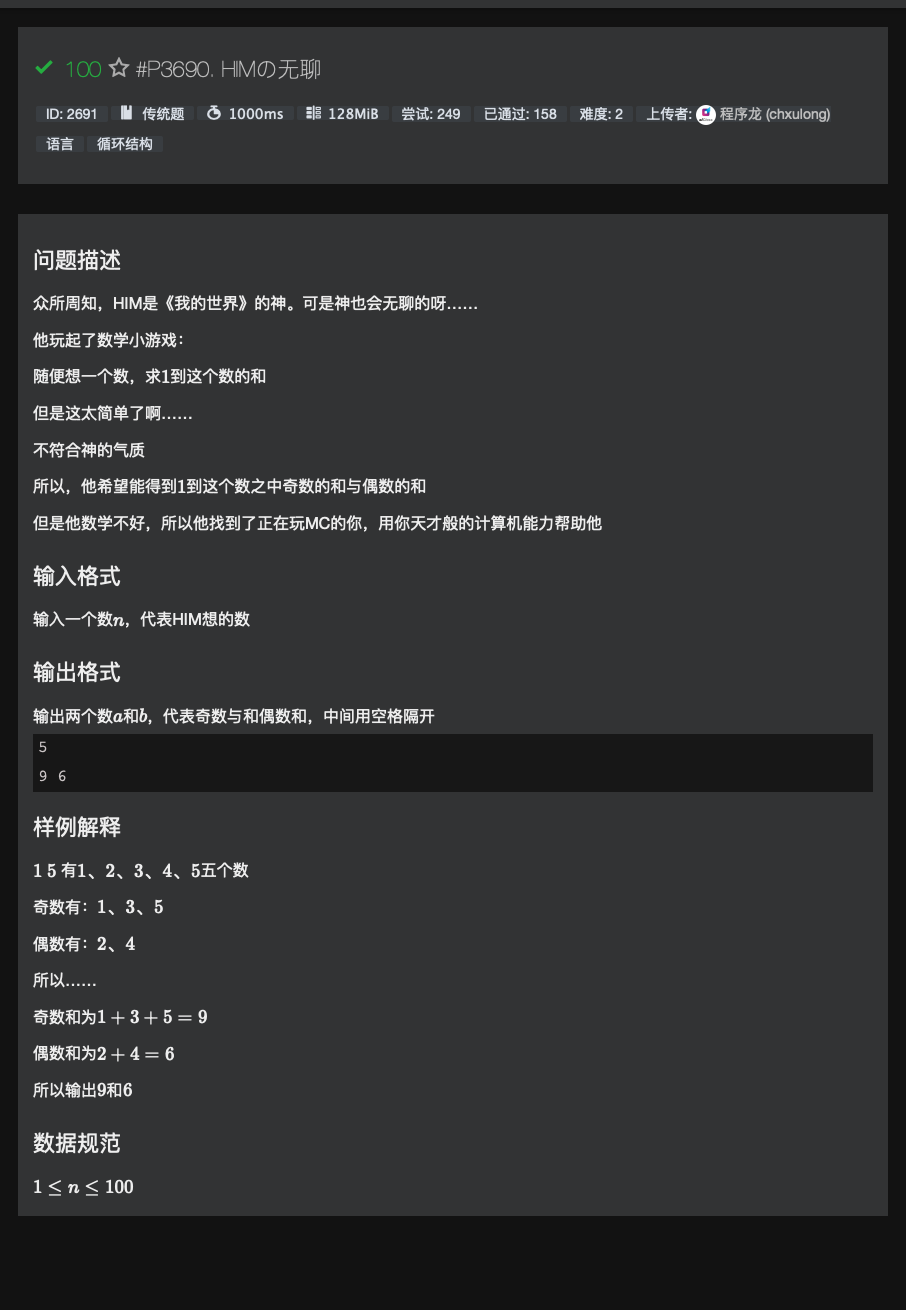 100 #P3690. HIMの无聊
ID: 2691 传统题 1000ms 128MiB 尝试: 249 已通过: 158 难度: 2 上传者: 程序龙 (chxulong)
语言 循环结构
问题描述
众所周知，HIM是《我的世界》的神。可是神也会无聊的呀……
他玩起了数学小游戏：
随便想一个数，求1到这个数的和
但是这太简单了啊……
不符合神的气质
所以，他希望能得到1到这个数之中奇数的和与偶数的和
但是他数学不好，所以他找到了正在玩MC的你，用你天才般的计算机能力帮助他
输入格式
输入一个数n，代表HIM想的数
输出格式
输出两个数a和b，代表奇数与和偶数和，中间用空格隔开
5
9 6
样例解释
1 5 有1、2、3、4、5五个数
奇数有：1、3、5
偶数有：2、4
所以……
奇数和为1 + 3 + 5 = 9
偶数和为2 + 4 = 6
所以输出9和6
数据规范
1 ≤ n ≤ 100